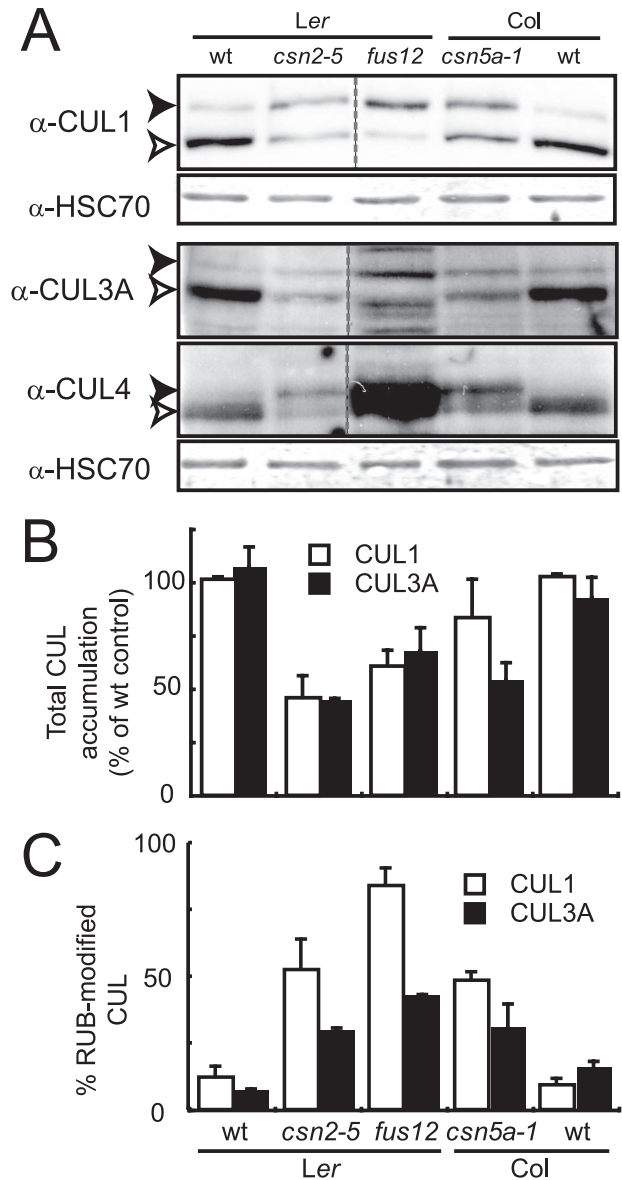 A
Ler Col
wt csn2-5 fus12 csn5a-1 wt
α-CUL1
α-HSC70
α-CUL3A
α-CUL4
α-HSC70
B
CUL1
CUL3A
Total CUL
accumulation
(% of wt control)
100
50
0
C
CUL1
CUL3A
% RUB-modified
CUL
100
50
0
wt csn2-5 fus12 csn5a-1 wt
Ler Col